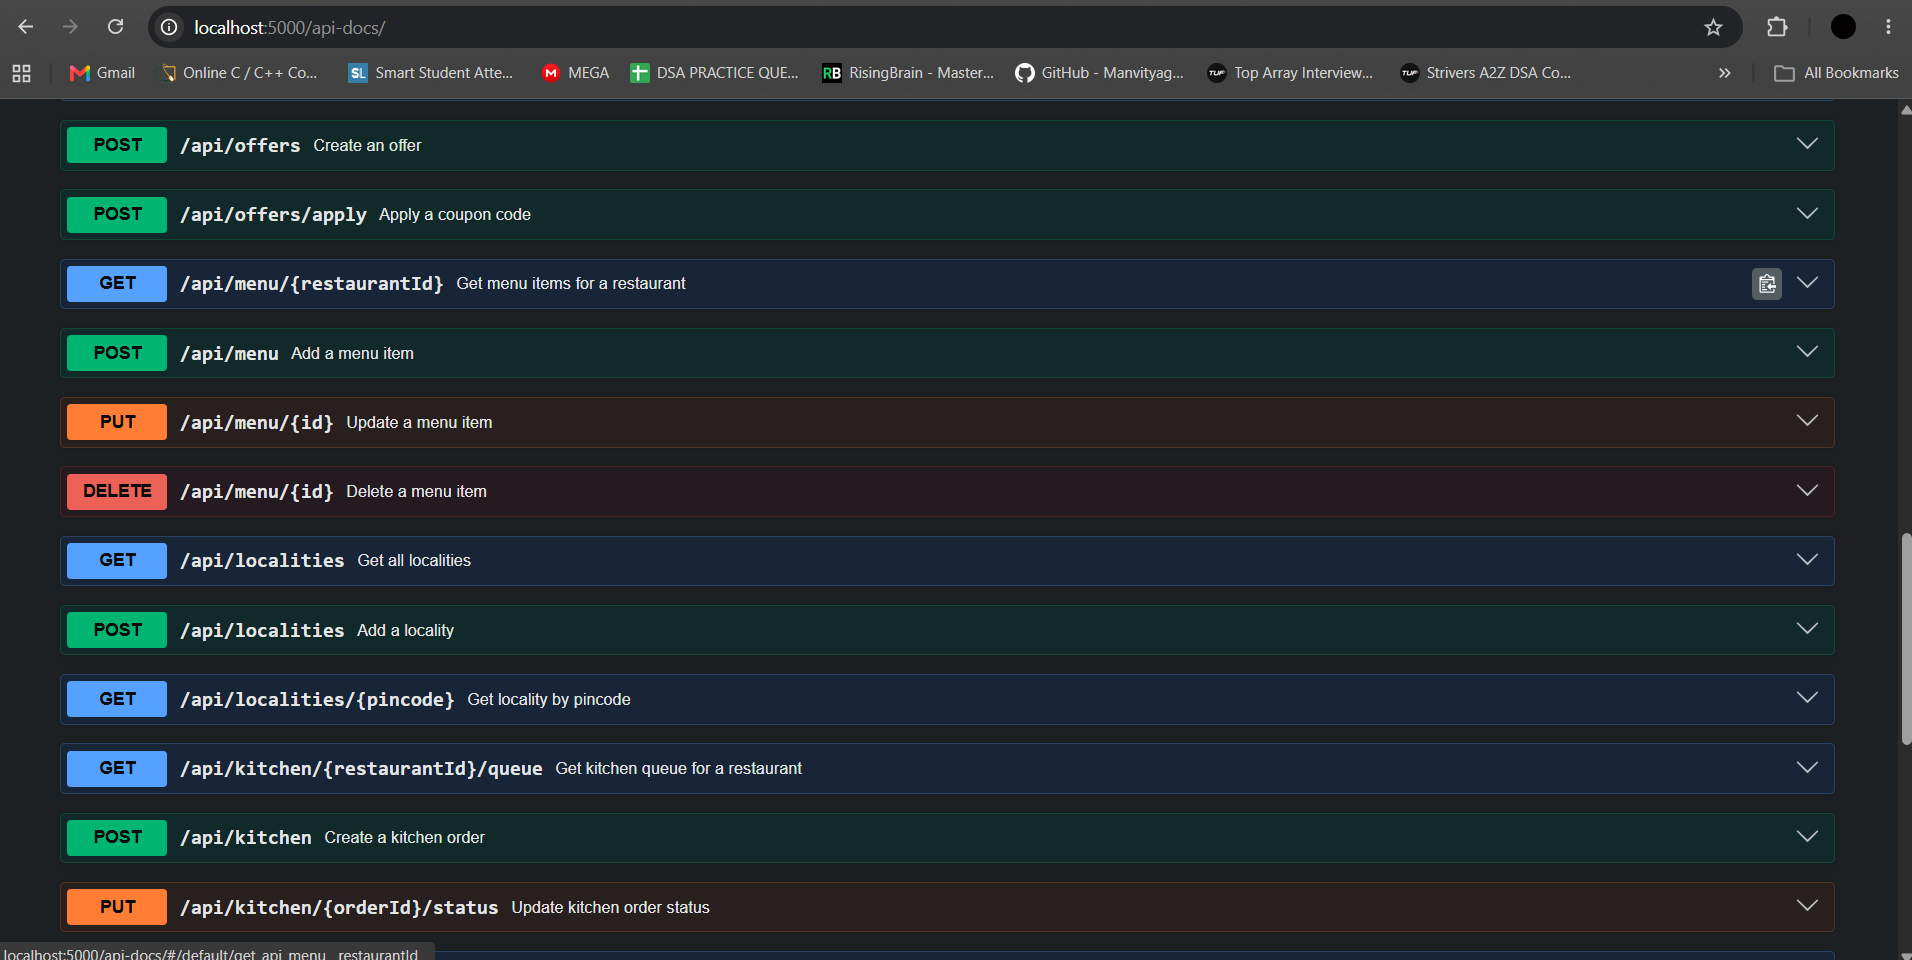 localhost:5000/api-docs/
Gmail
Online C / C++ Co...
SL Smart Student Atte...
M MEGA
DSA PRACTICE QUE...
RB RisingBrain - Master...
GitHub - Manvityag...
TUF Top Array Interview...
TUF Strivers A2Z DSA Co...
» All Bookmarks
POST /api/offers Create an offer
POST /api/offers/apply Apply a coupon code
GET /api/menu/{restaurantId} Get menu items for a restaurant
POST /api/menu Add a menu item
PUT /api/menu/{id} Update a menu item
DELETE /api/menu/{id} Delete a menu item
GET /api/localities Get all localities
POST /api/localities Add a locality
GET /api/localities/{pincode} Get locality by pincode
GET /api/kitchen/{restaurantId}/queue Get kitchen queue for a restaurant
POST /api/kitchen Create a kitchen order
PUT /api/kitchen/{orderId}/status Update kitchen order status
localhost:5000/api-docs/#/default/get_api_menu__restaurantId_